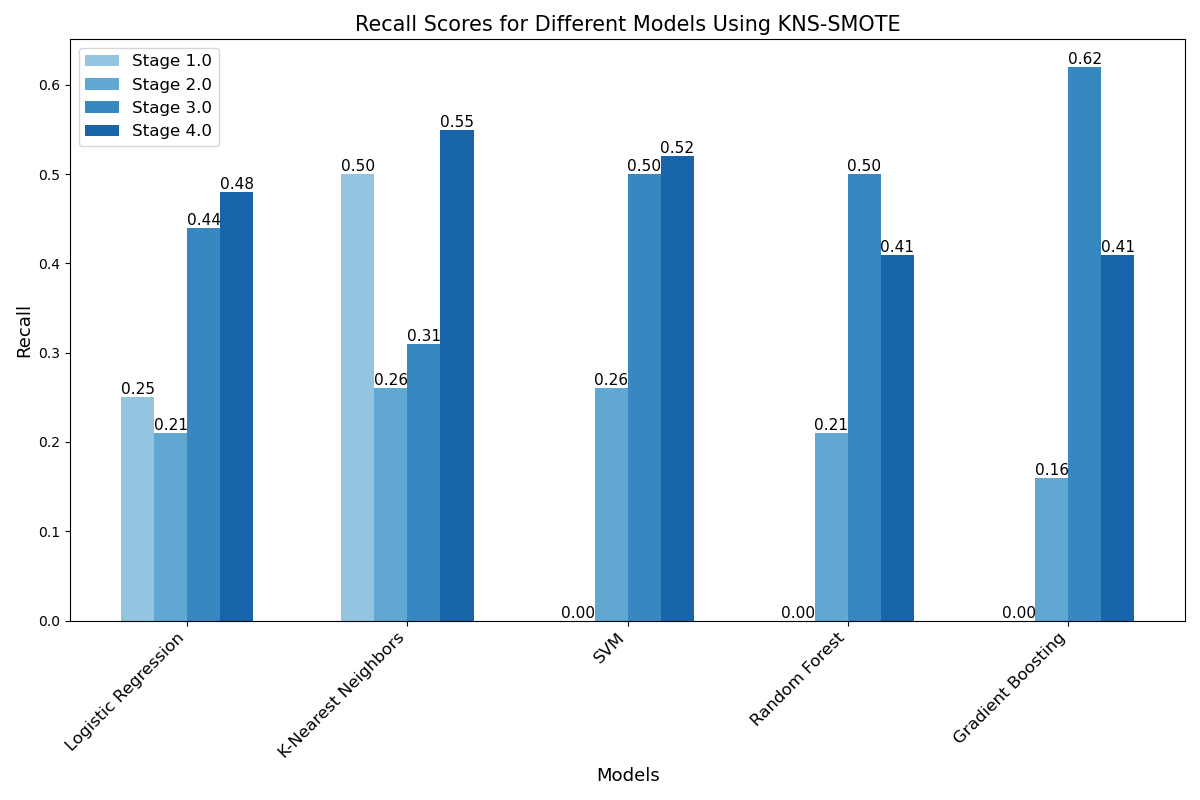 Recall Scores for Different Models Using KNS-SMOTE
Stage 1.0
Stage 2.0
Stage 3.0
Stage 4.0
Recall
0.6
0.5
0.4
0.3
0.2
0.1
0.0
0.25
0.21
0.44
0.48
0.50
0.26
0.31
0.55
0.00
0.26
0.50
0.52
0.00
0.21
0.50
0.41
0.00
0.16
0.62
0.41
Logistic Regression
K-Nearest Neighbors
SVM
Random Forest
Gradient Boosting
Models